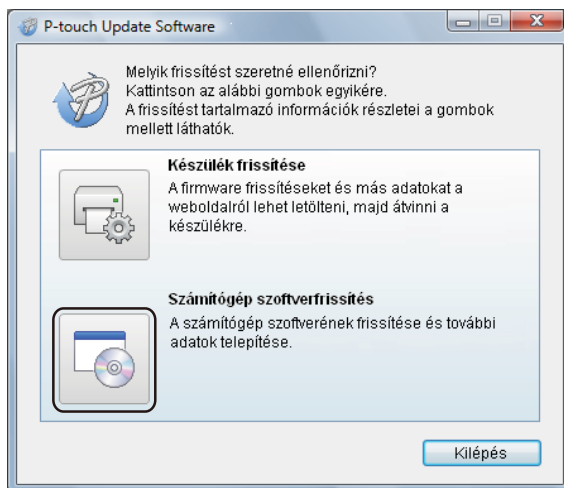 P-touch Update Software
Melyik frissítést szeretné ellenőrizni?
Kattintson az alábbi gombok egyikére.
A frissítést tartalmazó információk részletei a gombok
mellett láthatók.
Készülék frissítése
A firmware frissítéseket és más adatokat a
weboldalról lehet letölteni, majd átvinni a
készülékre.
Számítógép szoftverfrissítés
A számítógép szoftverének frissítése és további
adatok telepítése.
Kilépés